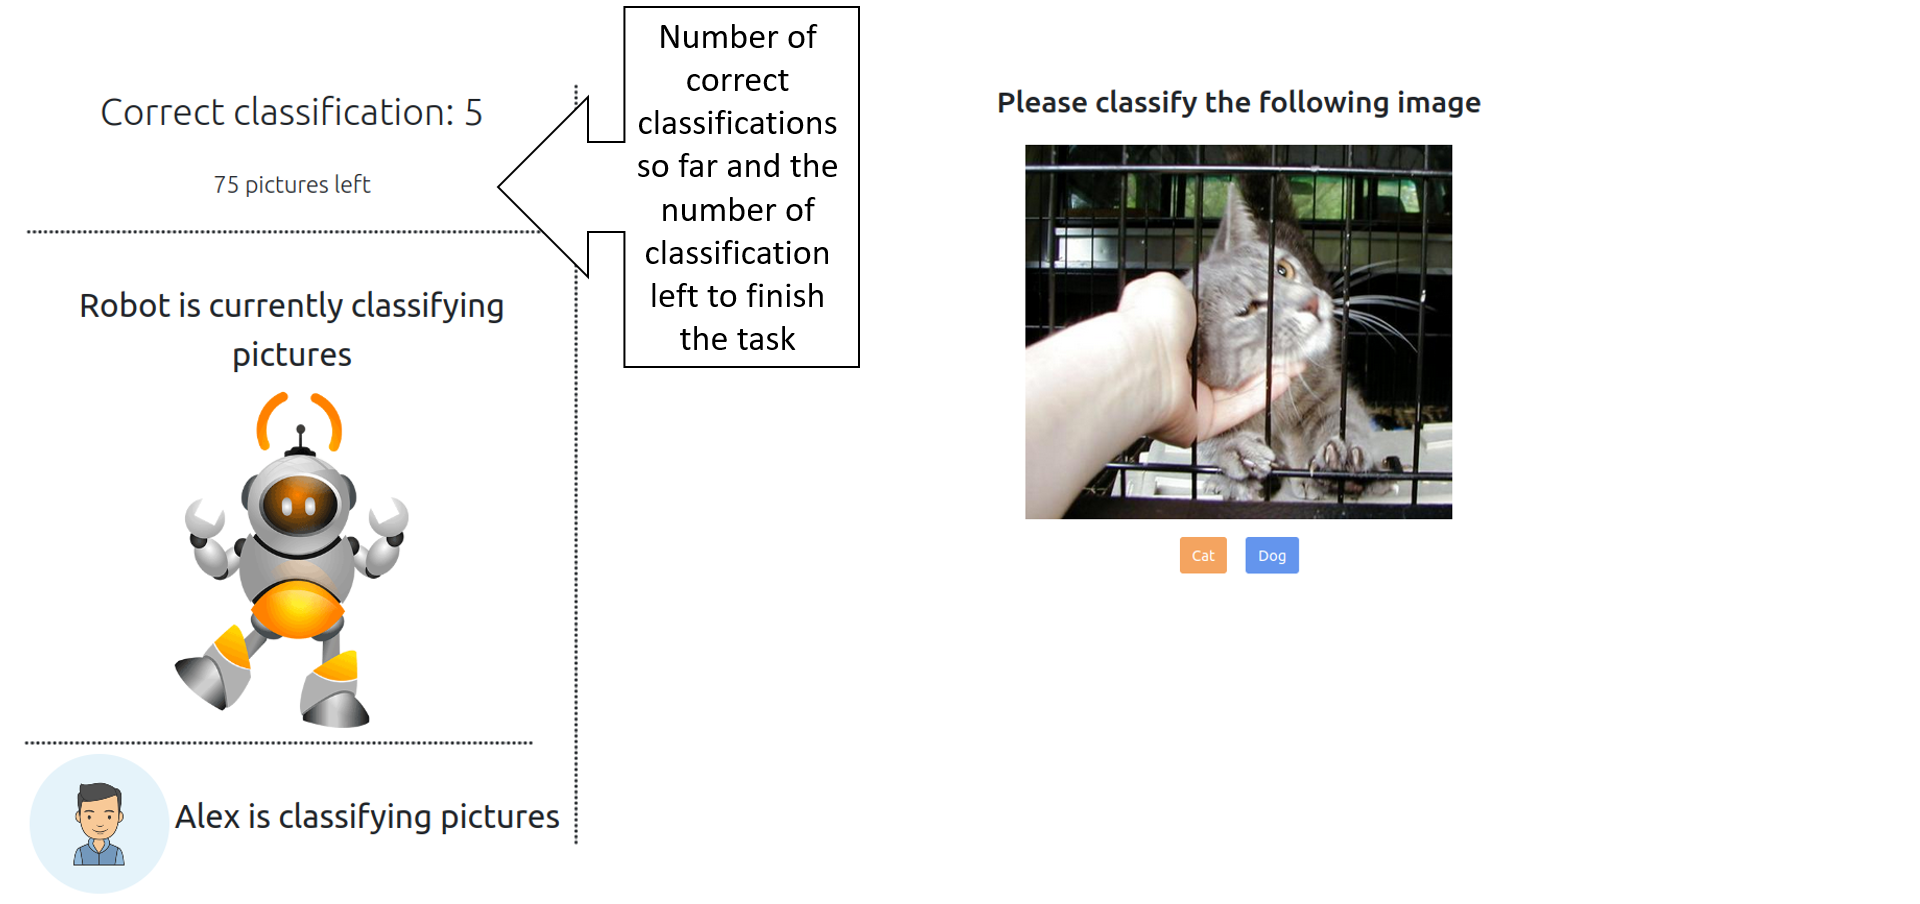 Correct classification: 5
75 pictures left
Number of
correct
classifications
so far and the
number of
classification
left to finish
the task
Robot is currently classifying
pictures
Alex is classifying pictures
Please classify the following image
Cat
Dog